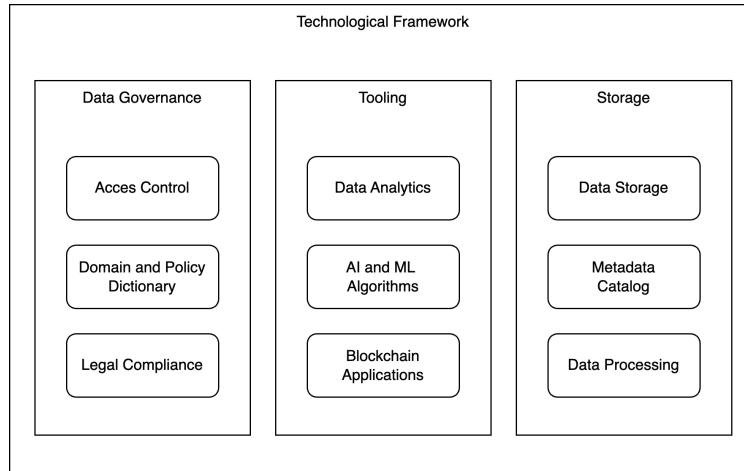 Technological Framework
Data Governance
Acces Control
Domain and Policy
Dictionary
Legal Compliance
Tooling
Data Analytics
AI and ML
Algorithms
Blockchain
Applications
Storage
Data Storage
Metadata
Catalog
Data Processing